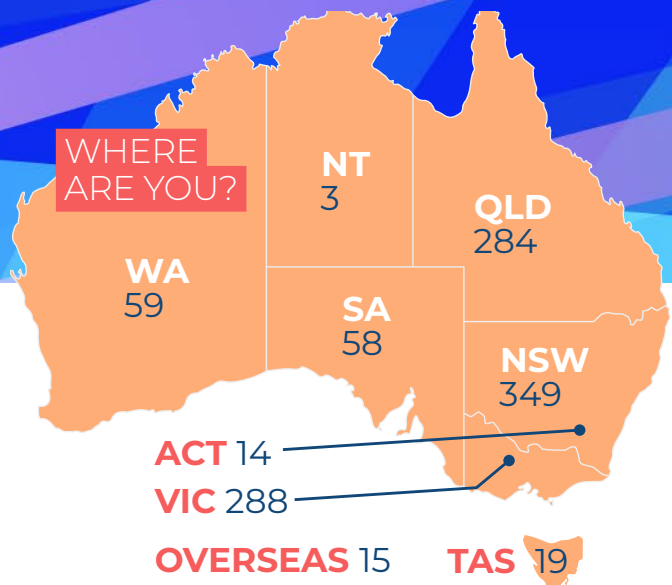 WHERE
ARE YOU?
NT
3
QLD
284
WA
59
SA
58
NSW
349
ACT 14
VIC 288
OVERSEAS 15
TAS 19